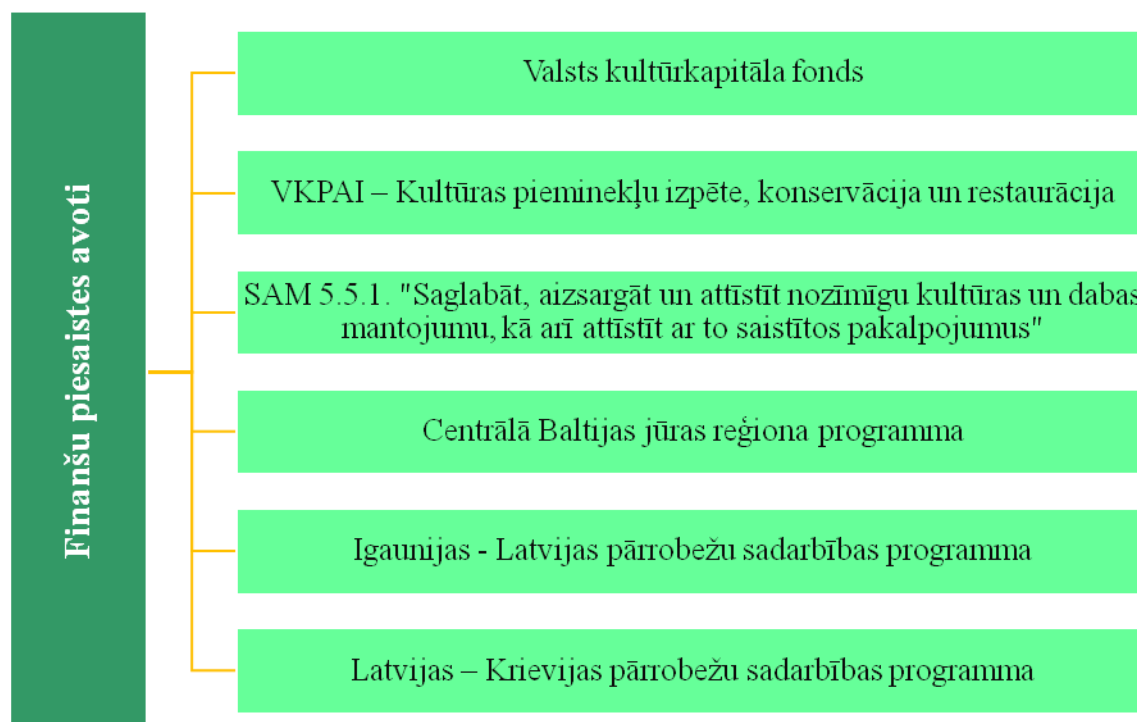 Finanšu piesaistes avoti
Valsts kultūrkapitāla fonds
VKPAI – Kultūras pieminekļu izpēte, konservācija un restaurācija
SAM 5.5.1. "Saglabāt, aizsargāt un attīstīt nozīmīgu kultūras un dabas
mantojumu, kā arī attīstīt ar to saistītos pakalpojumus"
Centrālā Baltijas jūras reģiona programma
Igaunijas - Latvijas pārrobežu sadarbības programma
Latvijas – Krievijas pārrobežu sadarbības programma